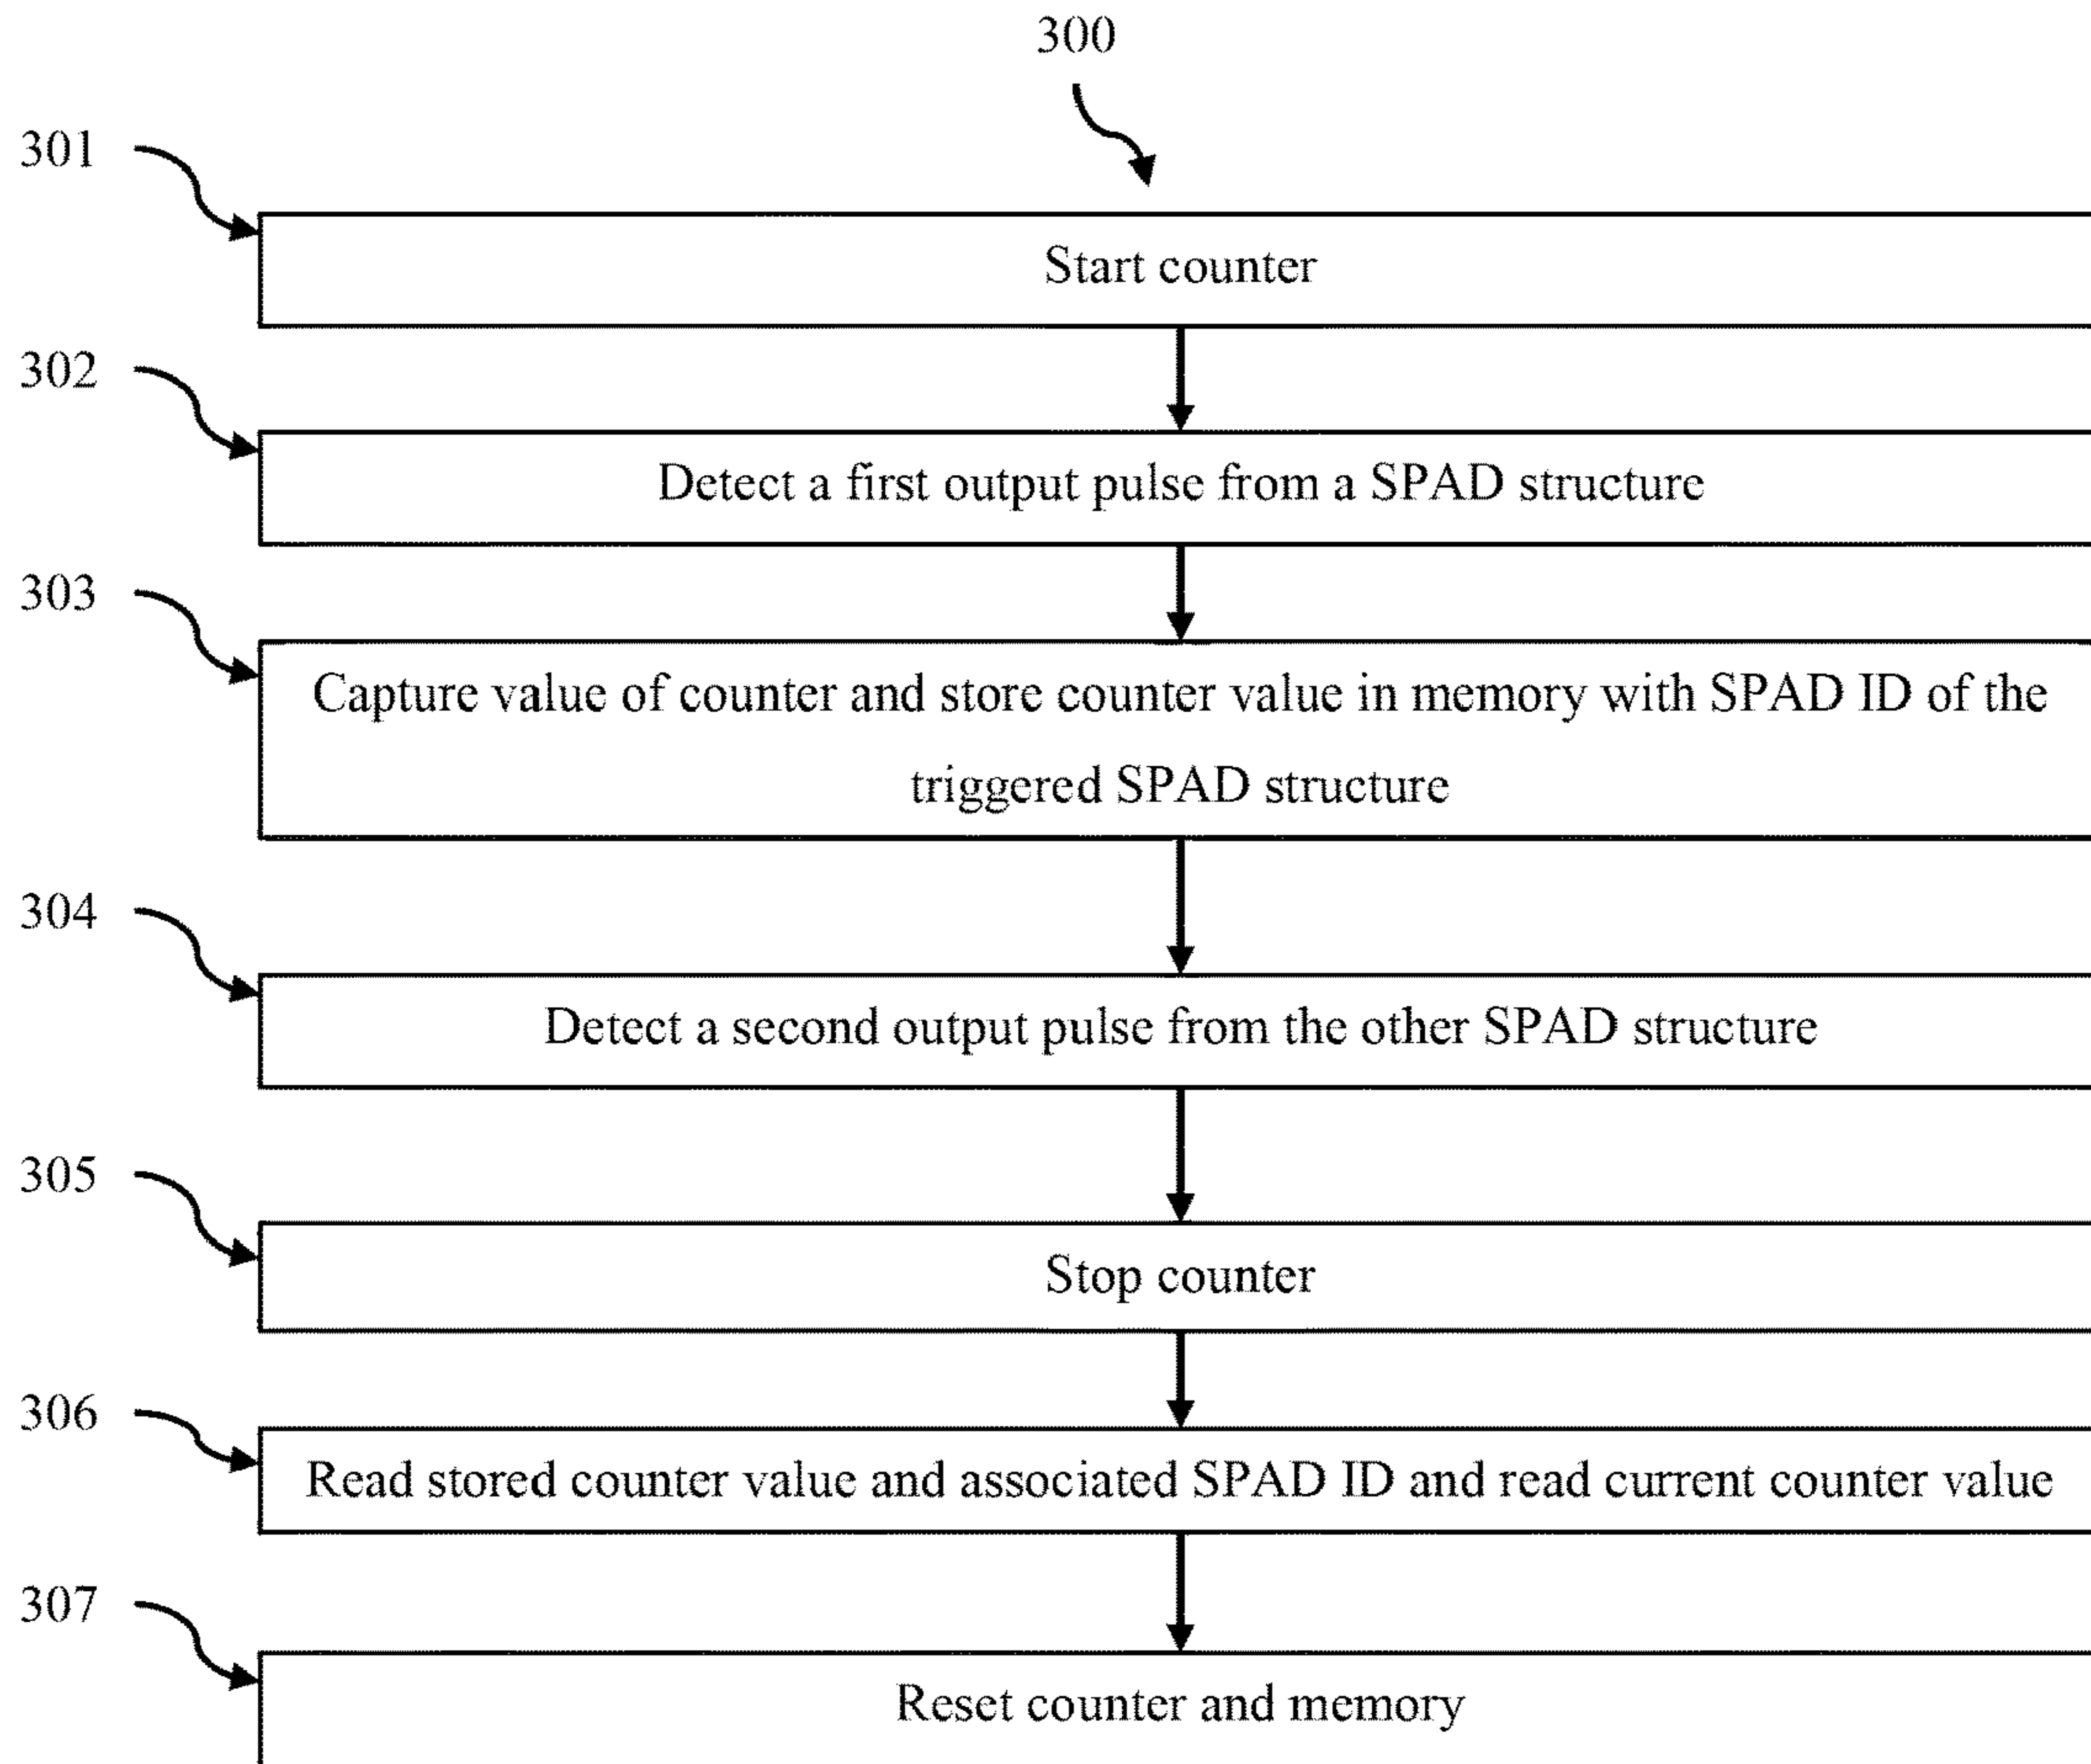 300
301
Start counter
302
Detect a first output pulse from a SPAD structure
303
Capture value of counter and store counter value in memory with SPAD ID of the
triggered SPAD structure
304
Detect a second output pulse from the other SPAD structure
305
Stop counter
306
Read stored counter value and associated SPAD ID and read current counter value
307
Reset counter and memory